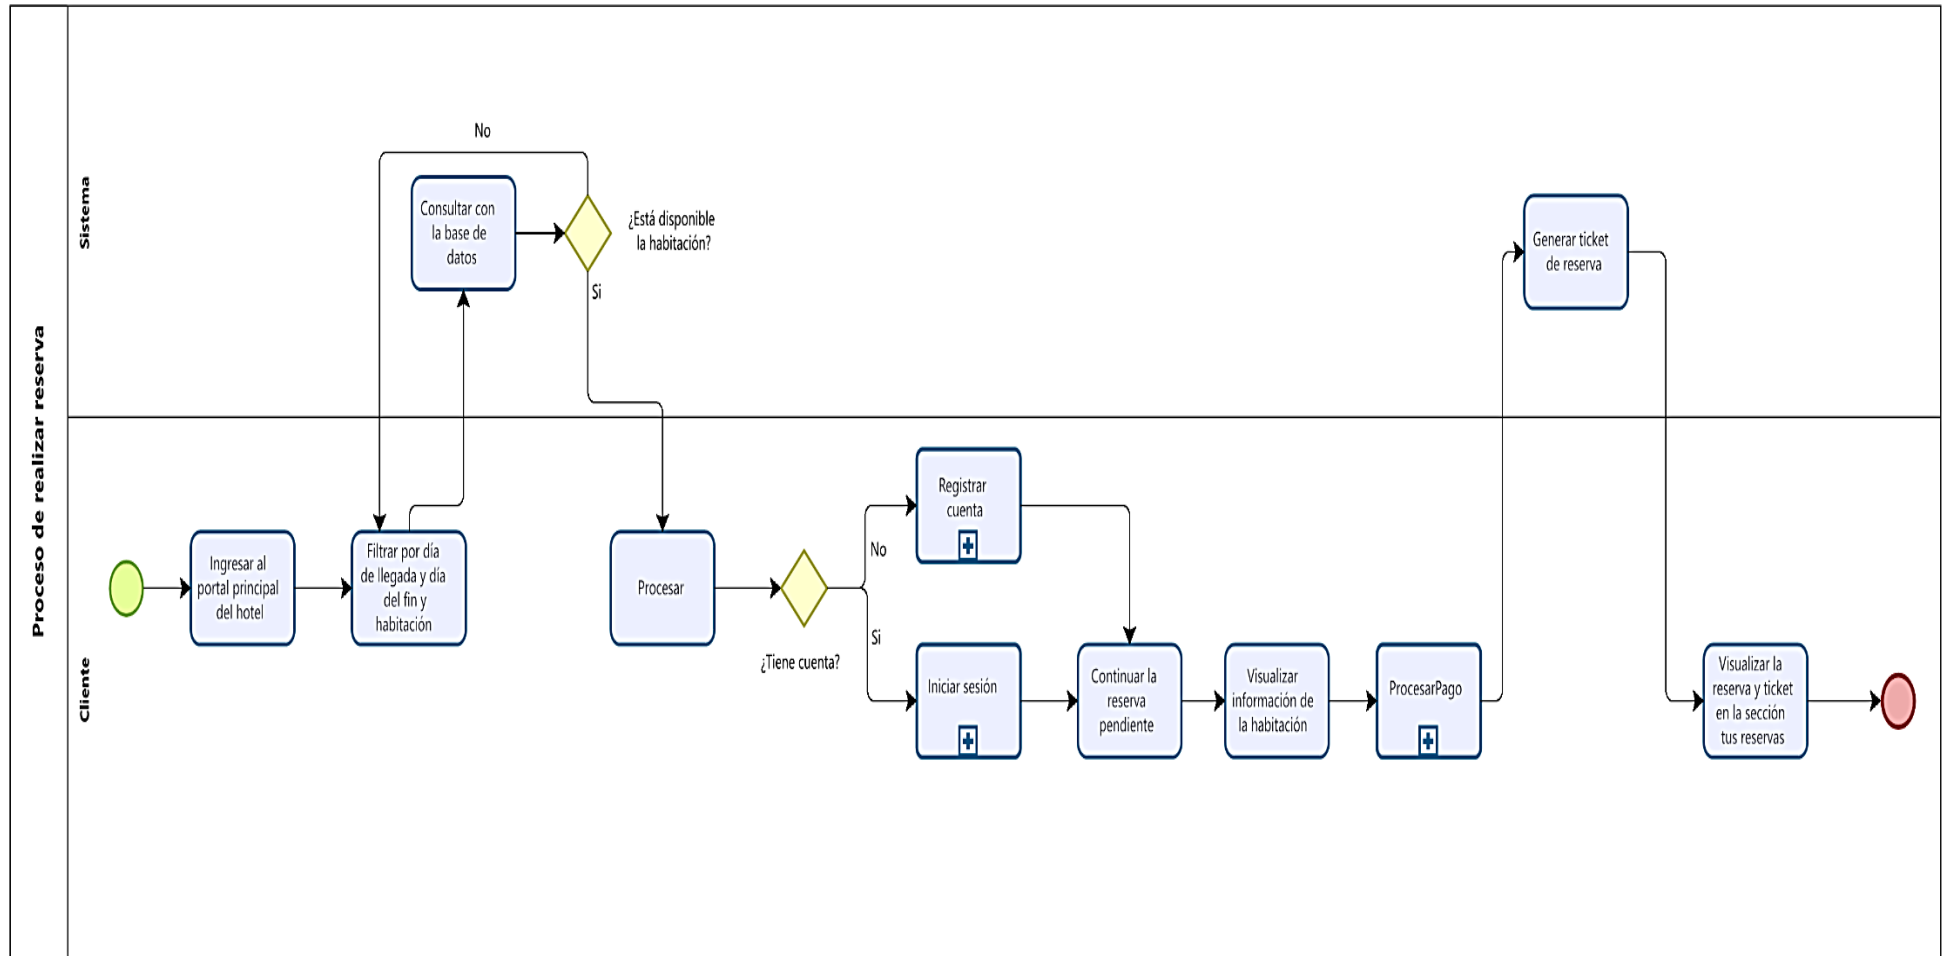 Proceso de realizar reserva
Sistema
No
Consultar con
la base de
datos
¿Está disponible
la habitación?
Si
Generar ticket
de reserva
Cliente
Ingresar al
portal principal
del hotel
Filtrar por día
de llegada y día
del fin y
habitación
Procesar
¿Tiene cuenta?
No
Registrar
cuenta
Si
Iniciar sesión
Continuar la
reserva
pendiente
Visualizar
información de
la habitación
ProcesarPago
Visualizar la
reserva y ticket
en la sección
tus reservas